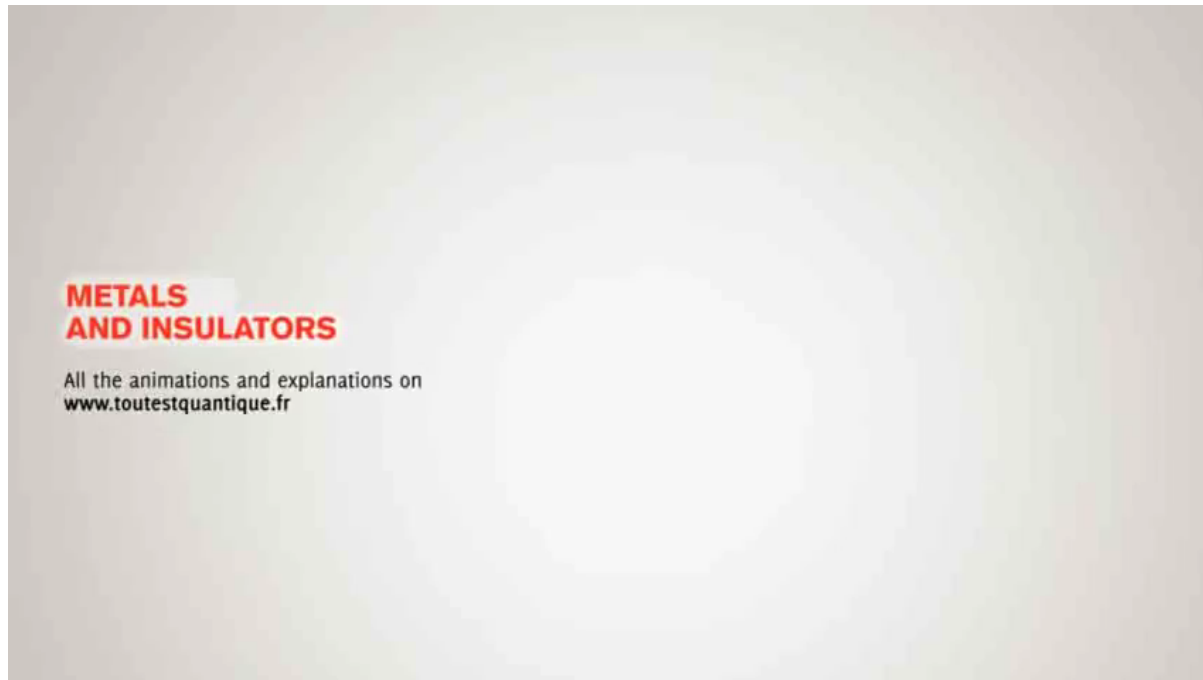 METALS
AND INSULATORS
All the animations and explanations on
www.toutestquantique.fr